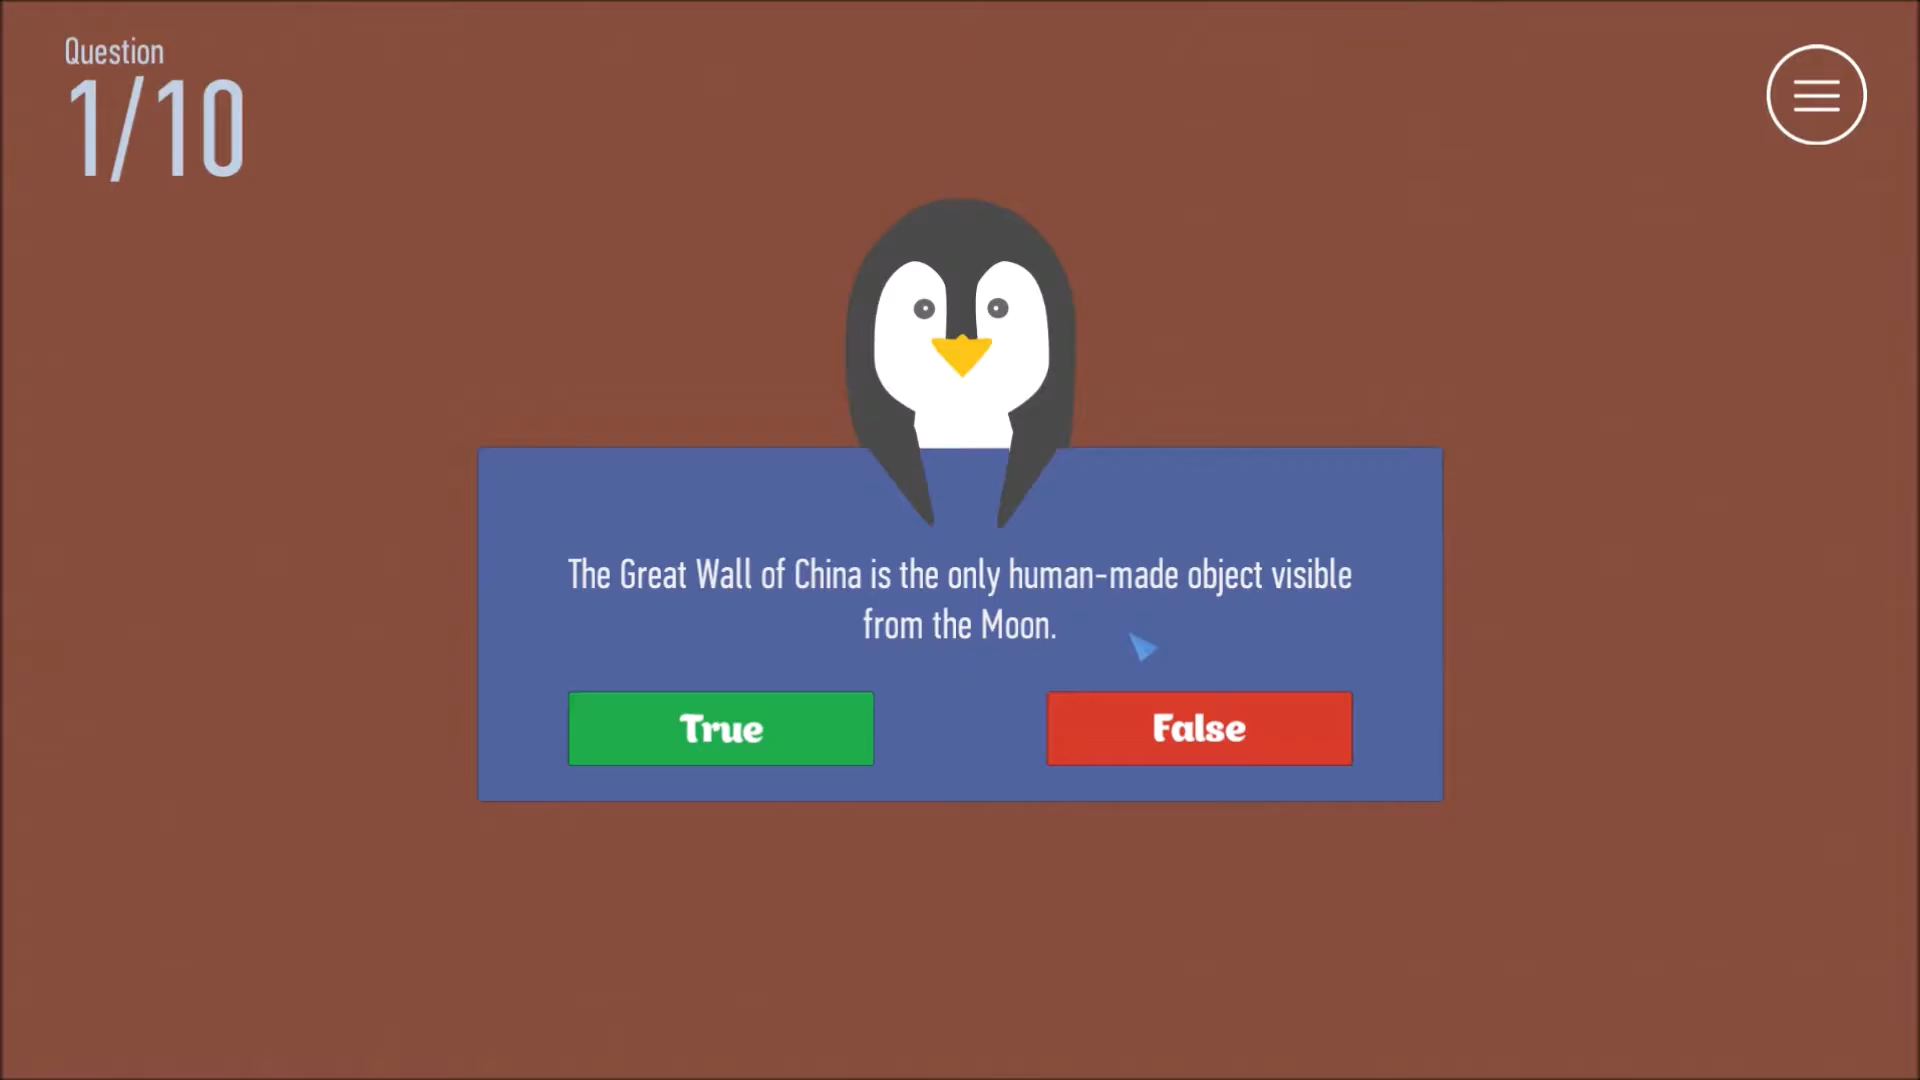 Question
1/10
The Great Wall of China is the only human-made object visible
from the Moon.
True
False